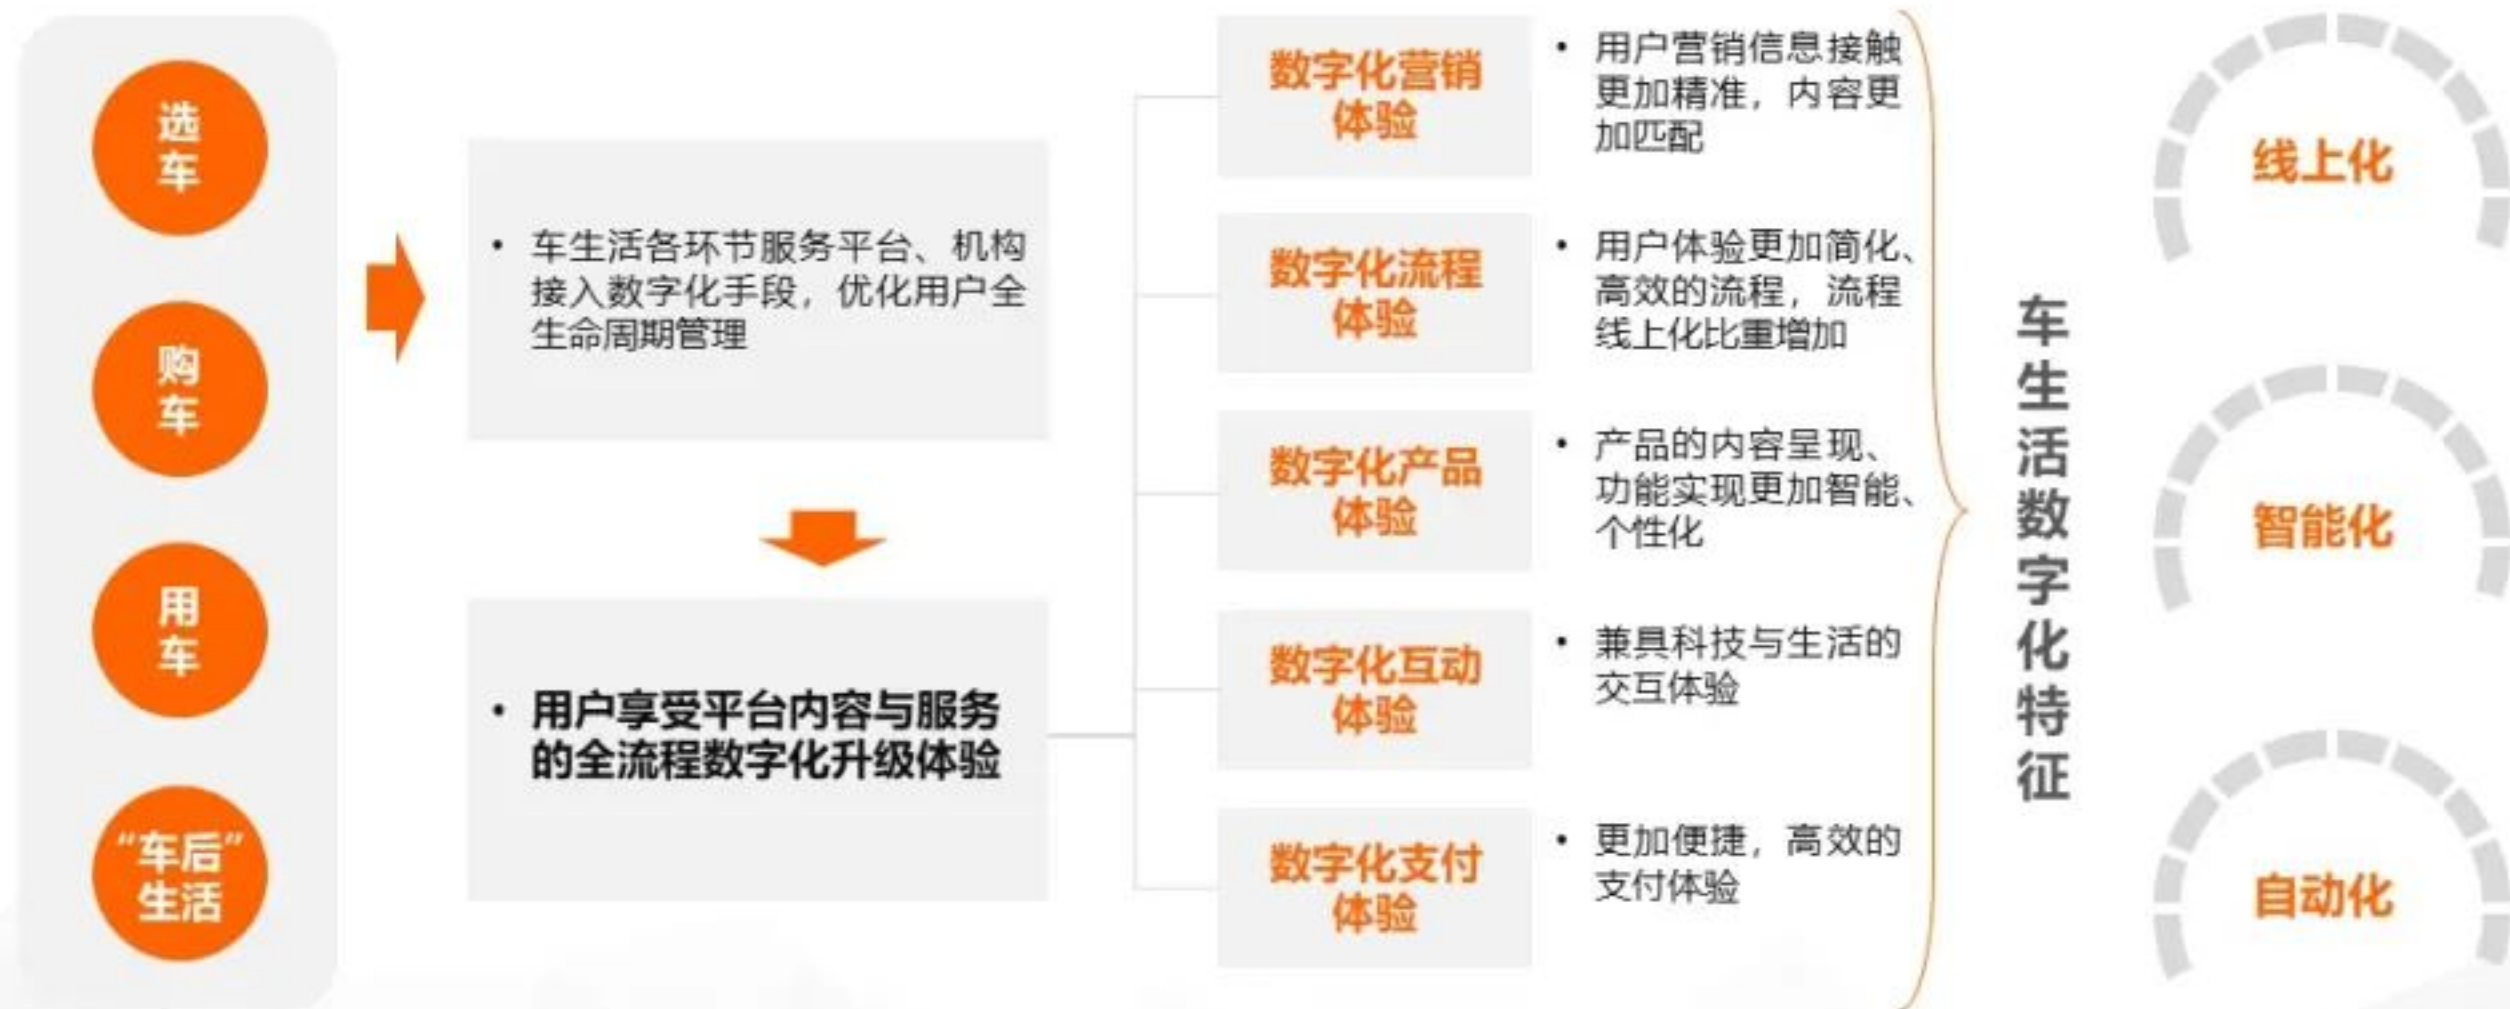 选
车
购
车
用
车
“车后”
生活
• 车生活各环节服务平台、机构
接入数字化手段，优化用户全
生命周期管理
• 用户享受平台内容与服务
的全流程数字化升级体验
数字化营销
体验
• 用户营销信息接触
更加精准，内容更
加匹配
数字化流程
体验
• 用户体验更加简化、
高效的流程，流程
线上化比重增加
数字化产品
体验
• 产品的内容呈现、
功能实现更加智能、
个性化
数字化互动
体验
• 兼具科技与生活的
交互体验
数字化支付
体验
• 更加便捷，高效的
支付体验
车生活数字化特征
线上化
智能化
自动化